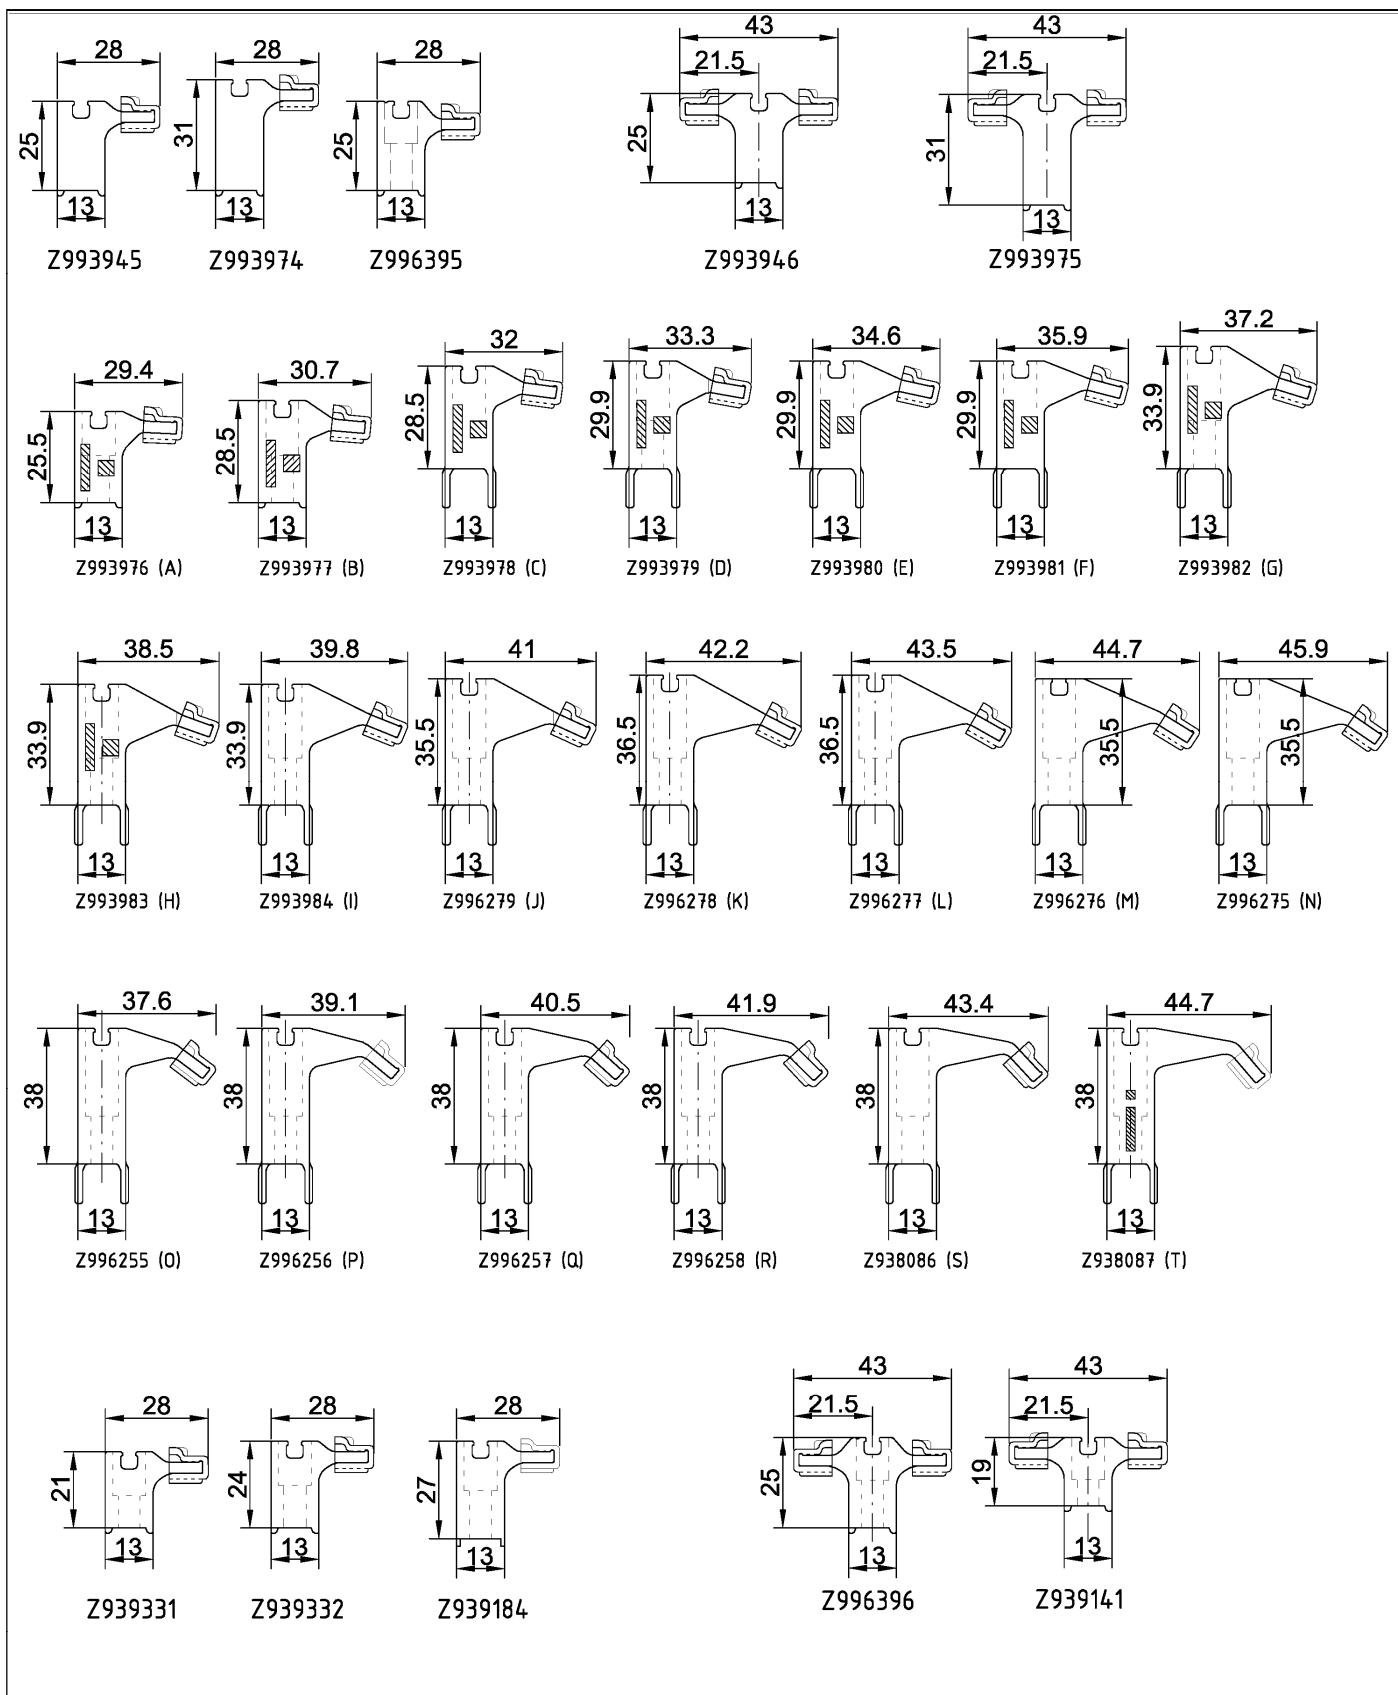 28 28 28 43 43
21.5 21.5
25 31 25 25 31
13 13 13 13 13
Z993945 Z993974 Z996395 Z993946 Z993975
29.4 30.7 32 33.3 34.6 35.9 37.2
25.5 28.5 28.5 29.9 29.9 29.9 33.9
13 13 13 13 13 13 13
Z993976 (A) Z993977 (B) Z993978 (C) Z993979 (D) Z993980 (E) Z993981 (F) Z993982 (G)
38.5 39.8 41 42.2 43.5 44.7 45.9
33.9 33.9 35.5 36.5 36.5 35.5 35.5
13 13 13 13 13 13 13
Z993983 (H) Z993984 (I) Z996279 (J) Z996278 (K) Z996277 (L) Z996276 (M) Z996275 (N)
37.6 39.1 40.5 41.9 43.4 44.7
38 38 38 38 38 38
13 13 13 13 13 13
Z996255 (O) Z996256 (P) Z996257 (Q) Z996258 (R) Z938086 (S) Z938087 (T)
28 28 28 43 43
21.5 21.5
21 24 27 25 19
13 13 13 13 13
Z939331 Z939332 Z939184 Z996396 Z939141